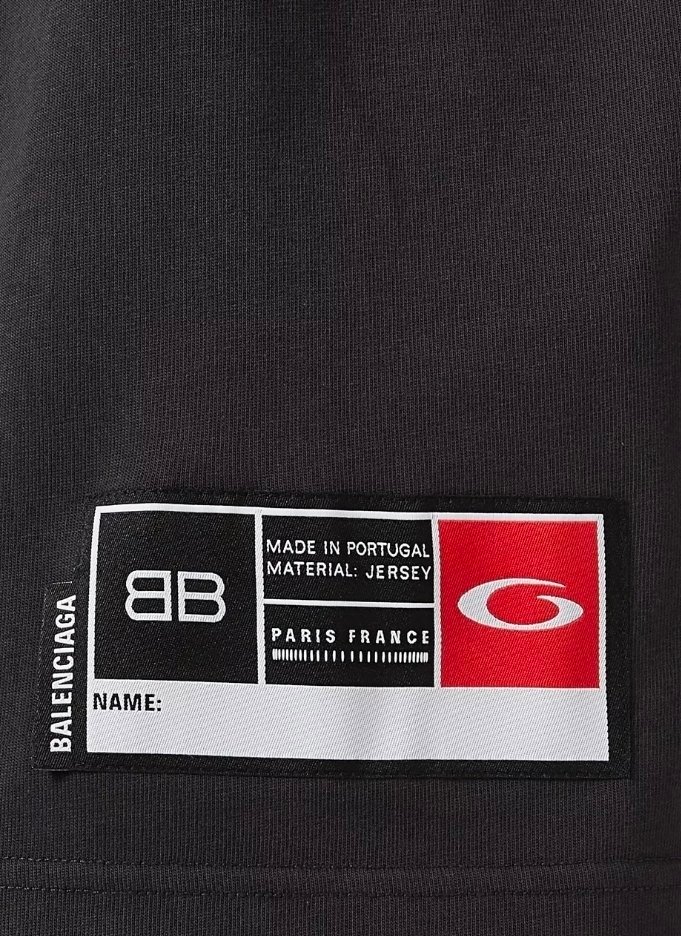 BALENCIAGA
BB
MADE IN PORTUGAL
MATERIAL: JERSEY
PARIS FRANCE
G
NAME: